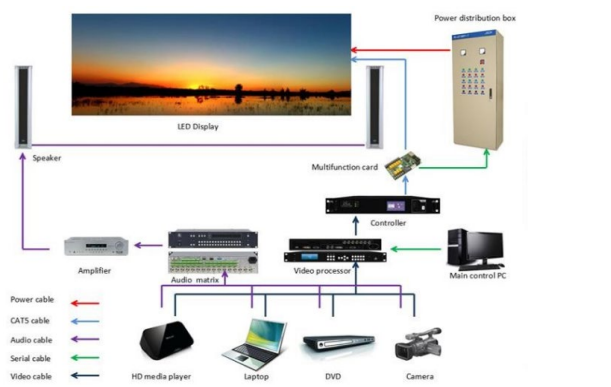 Power distribution box
LED Display
Speaker
Multifunction card
Controller
Amplifier
Audio matrix
Video processor
Main control PC
Power cable
CAT5 cable
Audio cable
Serial cable
Video cable
HD media player
Laptop
DVD
Camera